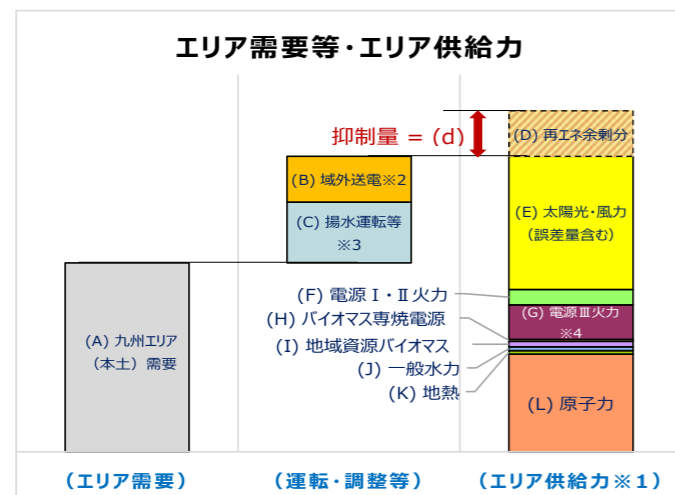 エリア需要等・エリア供給力
抑制量 = (d)
(D) 再エネ余剰分
(B) 域外送電※2
(C) 揚水運転等
※3
(E) 太陽光・風力
(誤差量含む)
(F) 電源Ⅰ・Ⅱ火力
(G) 電源Ⅲ火力
※4
(H) バイオマス専焼電源
(I) 地域資源バイオマス
(J) 一般水力
(K) 地熱
(A) 九州エリア
(本土) 需要
(L) 原子力
(エリア需要)
(運転・調整等)
(エリア供給力※1)